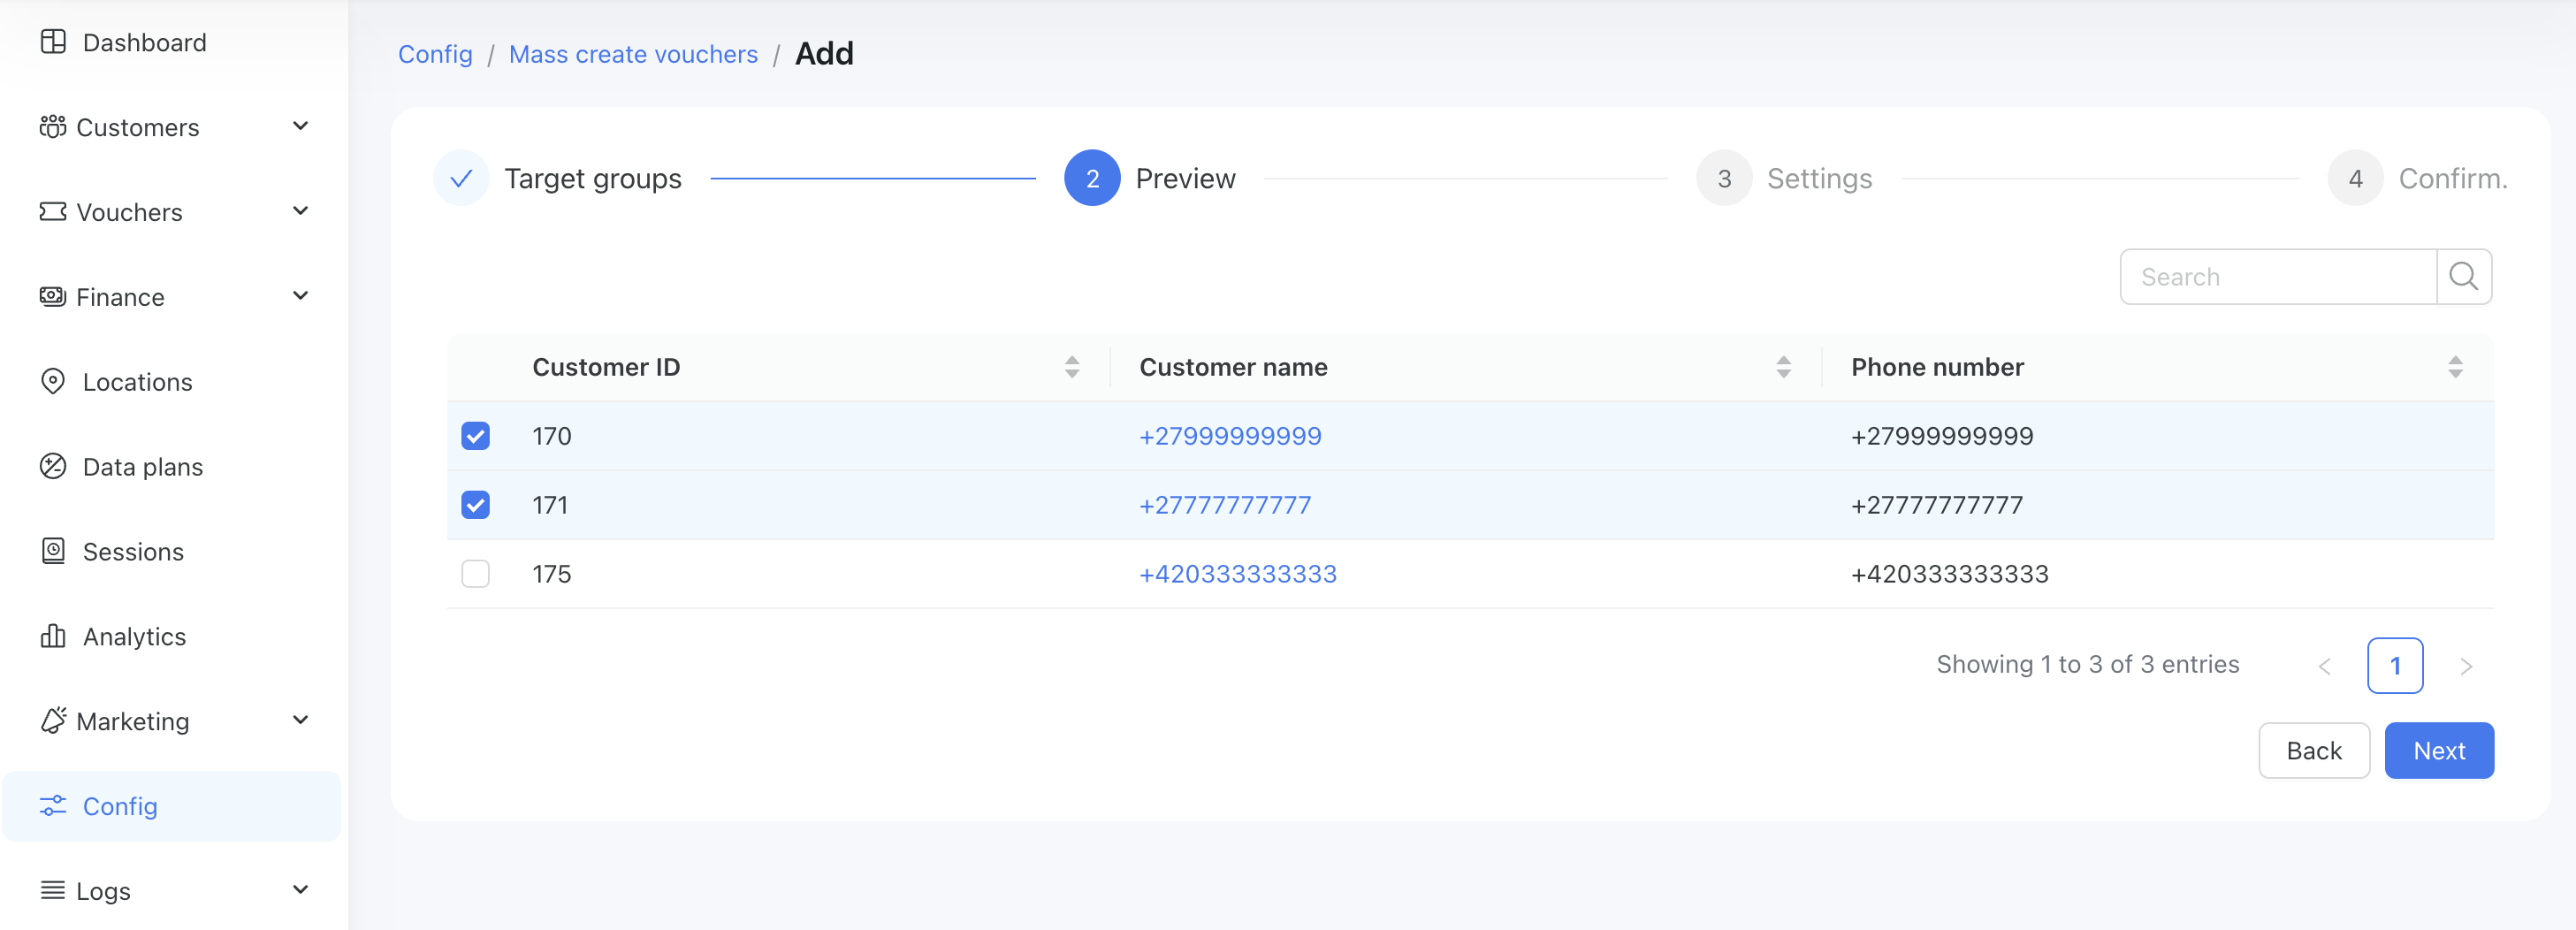 Dashboard
Customers
Vouchers
Finance
Locations
Data plans
Sessions
Analytics
Marketing
Config
Logs
Config / Mass create vouchers / Add
Target groups 2 Preview 3 Settings 4 Confirm.
Search
Customer ID Customer name Phone number
170 +27999999999 +27999999999
171 +27777777777 +27777777777
175 +420333333333 +420333333333
Showing 1 to 3 of 3 entries < 1 >
Back Next